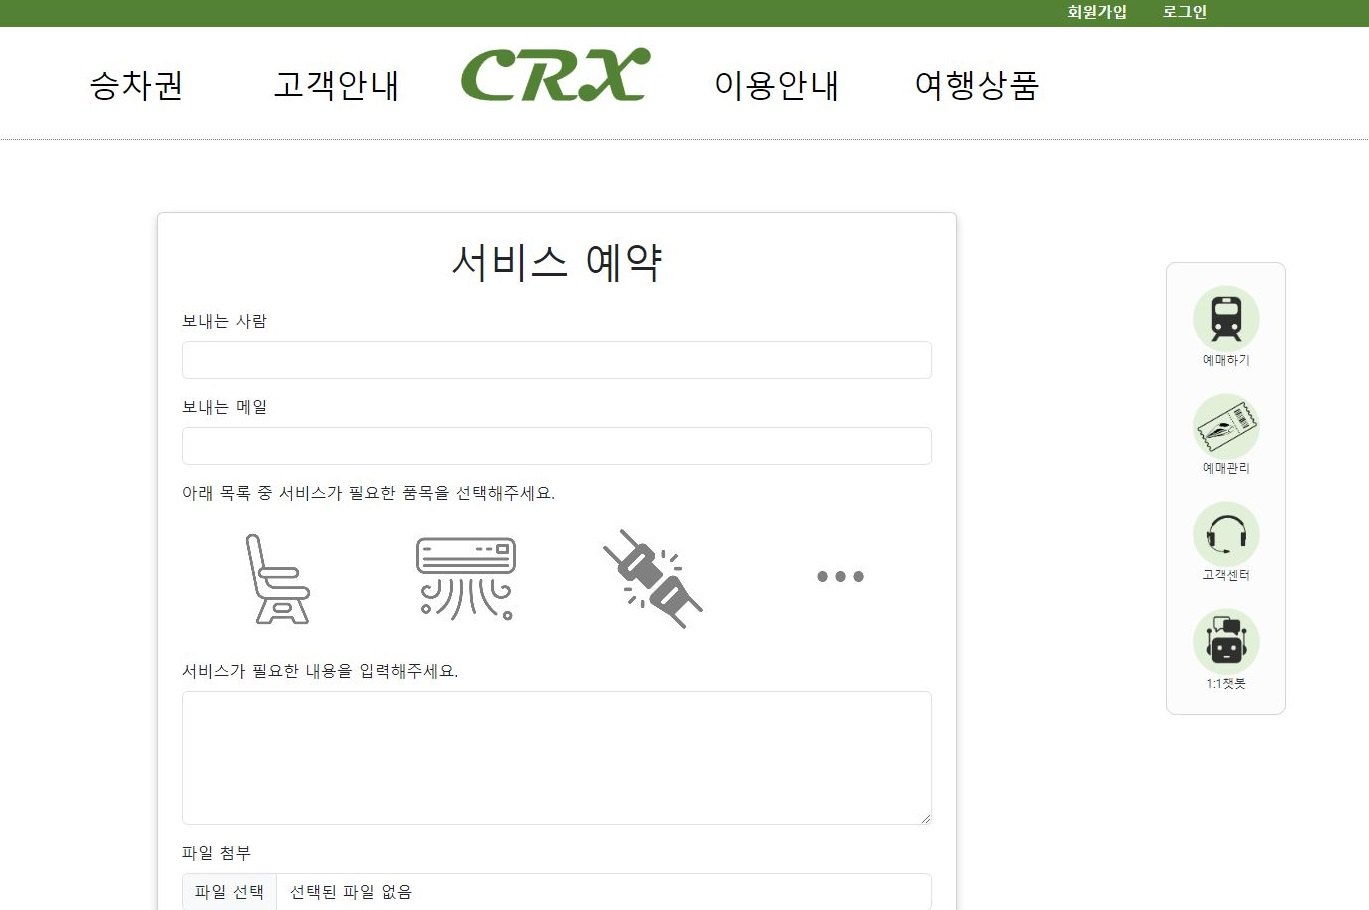 회원가입 로그인
승차권 고객안내 CRX 이용안내 여행상품
서비스 예약
보내는 사람
보내는 메일
아래 목록 중 서비스가 필요한 품목을 선택해주세요.
서비스가 필요한 내용을 입력해주세요.
파일 첨부
파일 선택 선택된 파일 없음
예매하기
예매관리
고객센터
1:1챗봇